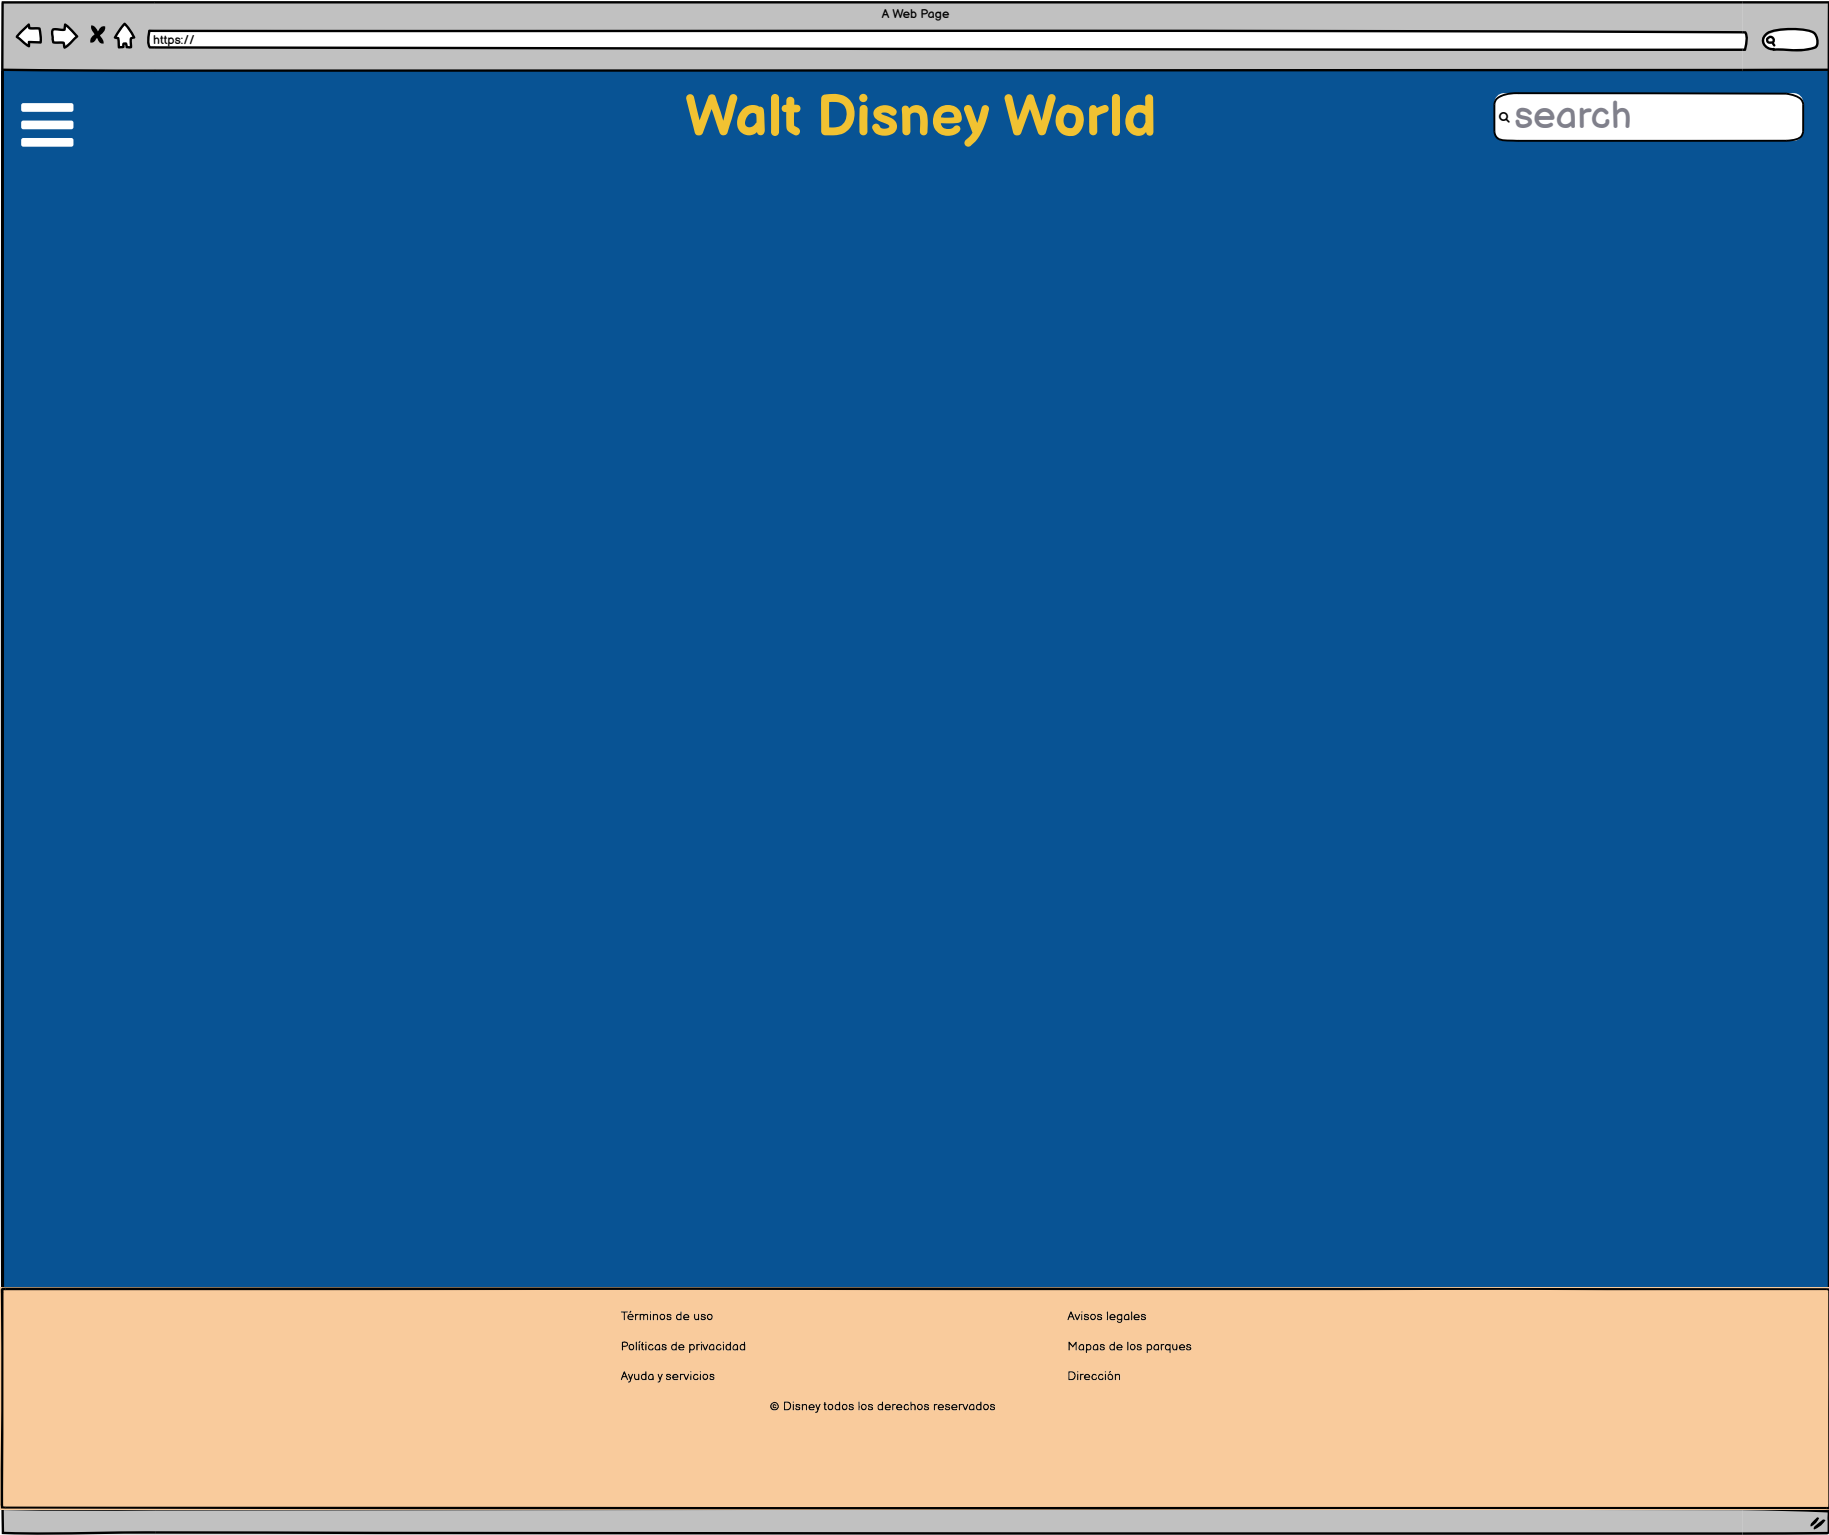 A Web Page
https://
Walt Disney World
search
Términos de uso
Avisos legales
Políticas de privacidad
Mapas de los parques
Ayuda y servicios
Dirección
© Disney todos los derechos reservados